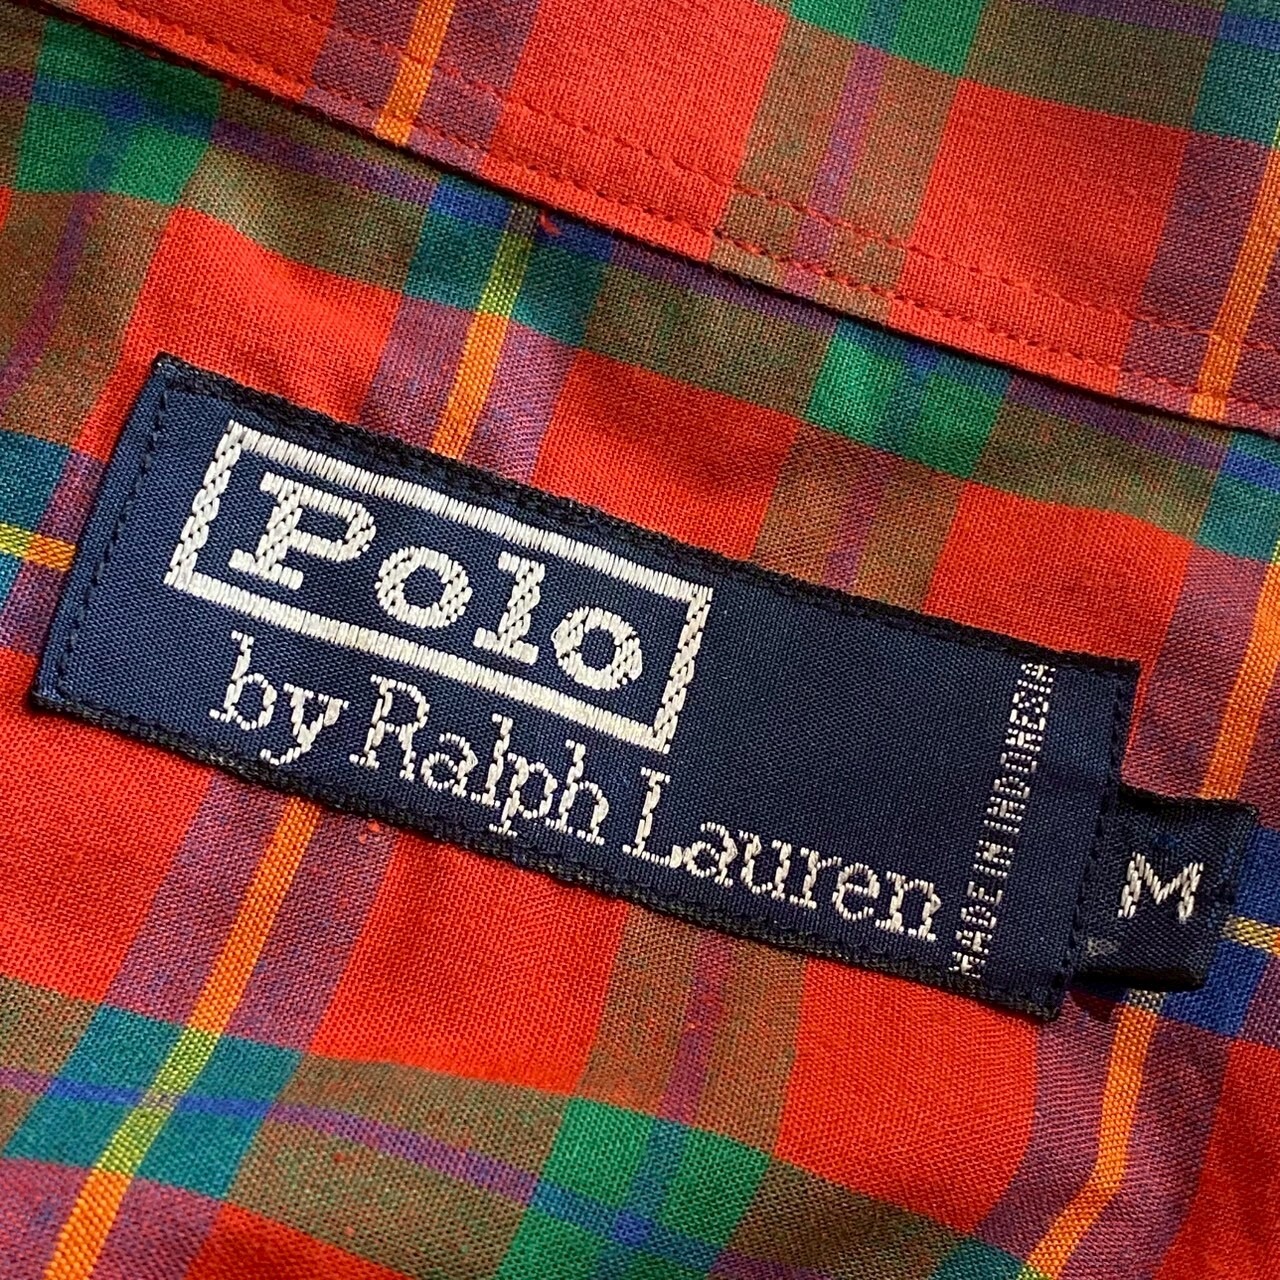 Polo
by Ralph Lauren
MADE IN INDONESIA
M